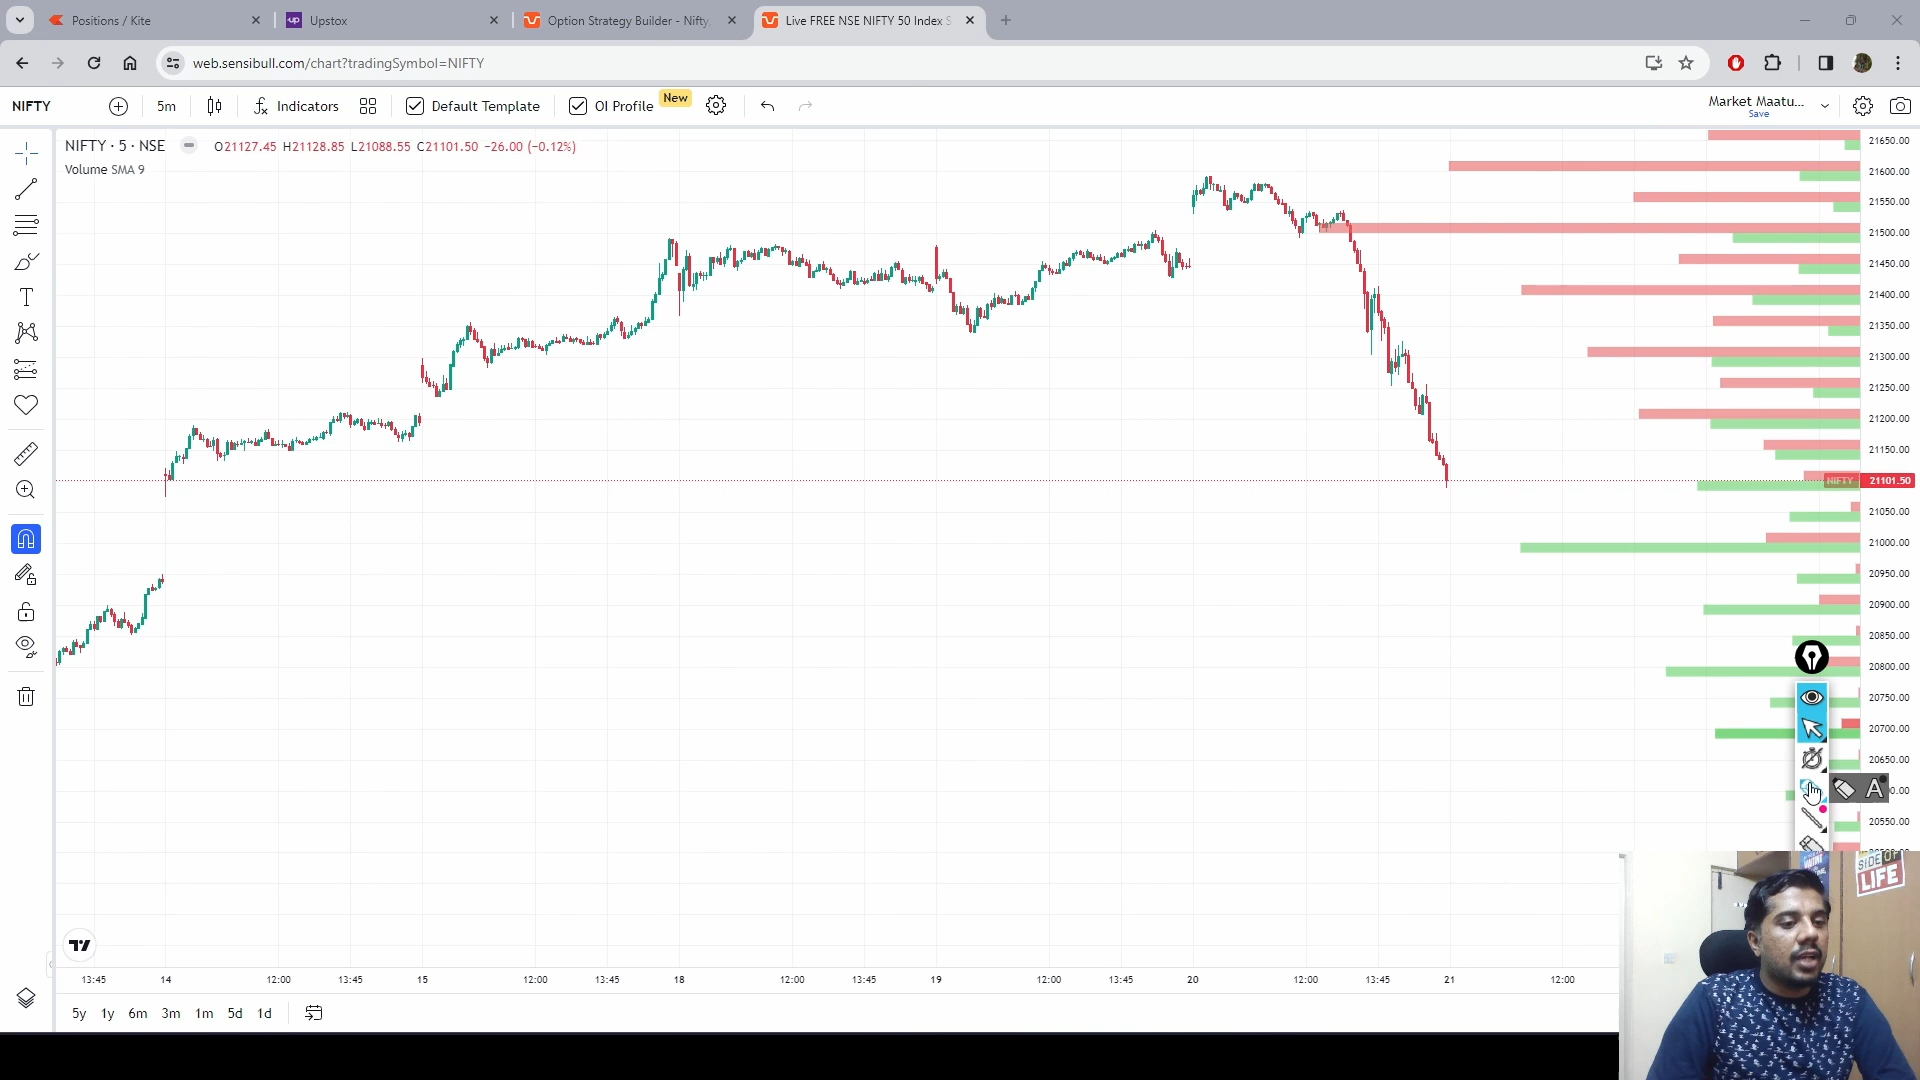 Positions / Kite
Upstox
Option Strategy Builder - Nifty,
Live FREE NSE NIFTY 50 Index S
web.sensibull.com/chart?tradingSymbol=NIFTY
NIFTY
5m
Indicators
Default Template
OI Profile
New
Market Maatu...
Save
NIFTY · 5 · NSE
O21127.45 H21128.85 L21088.55 C21101.50 −26.00 (−0.12%)
Volume SMA 9
21650.00
21600.00
21550.00
21500.00
21450.00
21400.00
21350.00
21300.00
21250.00
21200.00
21150.00
NIFTY 21101.50
21050.00
21000.00
20950.00
20900.00
20850.00
20800.00
20750.00
20700.00
20650.00
20550.00
A
SIDE OF
LIFE
13:45 14 12:00 13:45 15 12:00 13:45 18 12:00 13:45 19 12:00 13:45 20 12:00 13:45 21 12:00
5y 1y 6m 3m 1m 5d 1d